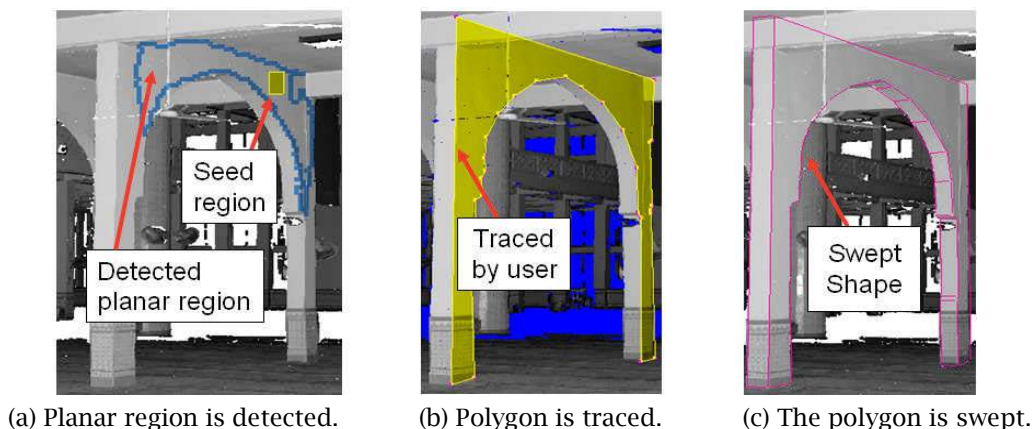 Seed
region
Detected
planar region
Traced
by user
Swept
Shape
(a) Planar region is detected.
(b) Polygon is traced.
(c) The polygon is swept.